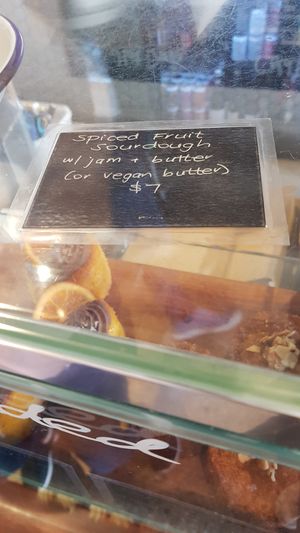 Spiced Fruit
Sourdough
w/ jam + butter
(or vegan butter)
$7